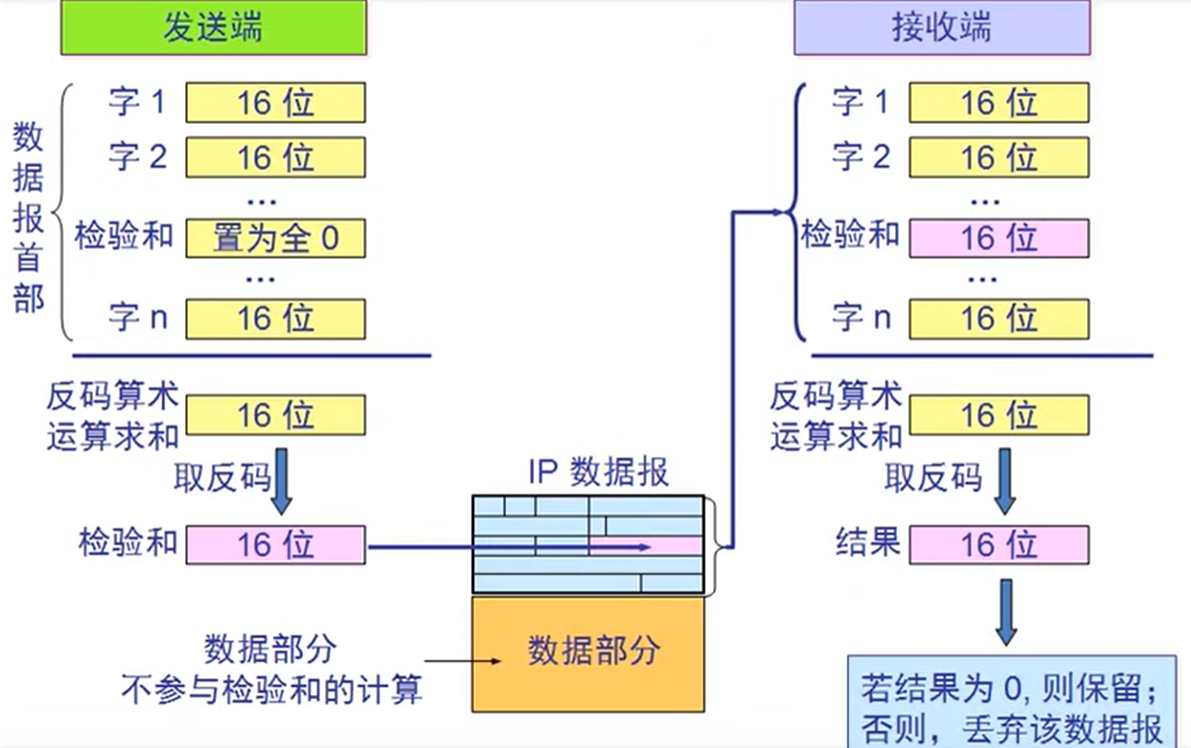 发送端
数据报首部
字 1 16 位
字 2 16 位
...
检验和 置为全 0
...
字 n 16 位
反码算术
运算求和 16 位
取反码
检验和 16 位
数据部分
不参与检验和的计算
IP 数据报
数据部分
接收端
字 1 16 位
字 2 16 位
...
检验和 16 位
...
字 n 16 位
反码算术
运算求和 16 位
取反码
结果 16 位
若结果为 0, 则保留；
否则，丢弃该数据报